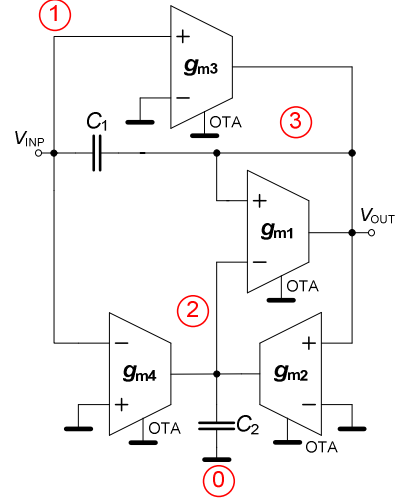 1
+
gm3
−
OTA
C1
3
VINP
+
gm1
VOUT
−
OTA
2
−
gm4
+
OTA
+
gm2
−
OTA
C2
0